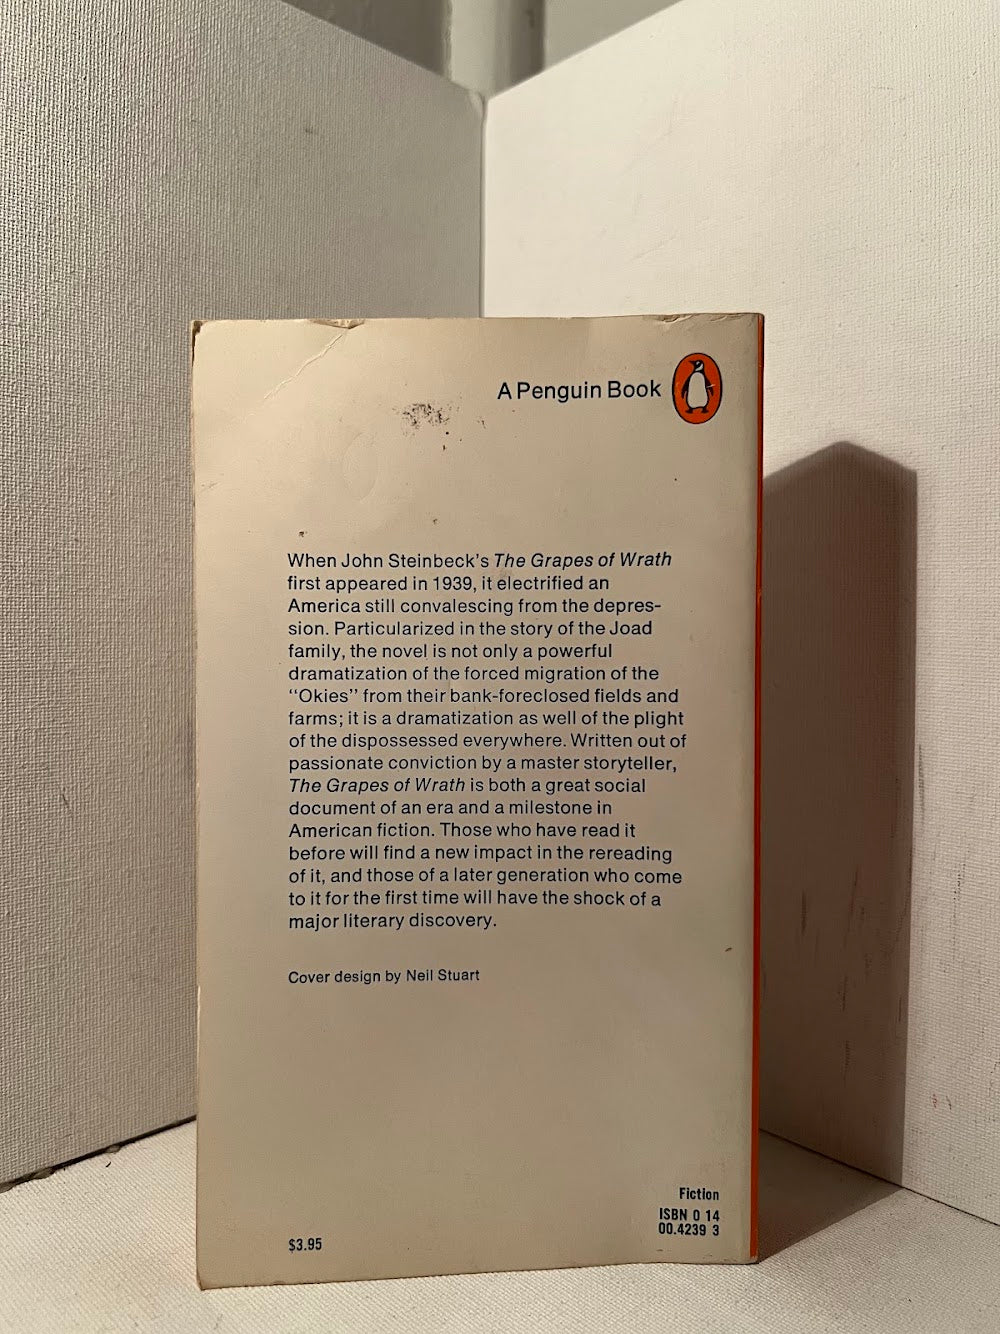 A Penguin Book
When John Steinbeck's The Grapes of Wrath
first appeared in 1939, it electrified an
America still convalescing from the depres-
sion. Particularized in the story of the Joad
family, the novel is not only a powerful
dramatization of the forced migration of the
"Okies" from their bank-foreclosed fields and
farms; it is a dramatization as well of the plight
of the dispossessed everywhere. Written out of
passionate conviction by a master storyteller,
The Grapes of Wrath is both a great social
document of an era and a milestone in
American fiction. Those who have read it
before will find a new impact in the rereading
of it, and those of a later generation who come
to it for the first time will have the shock of a
major literary discovery.
Cover design by Neil Stuart
Fiction
ISBN 0 14
00.4239 3
$3.95